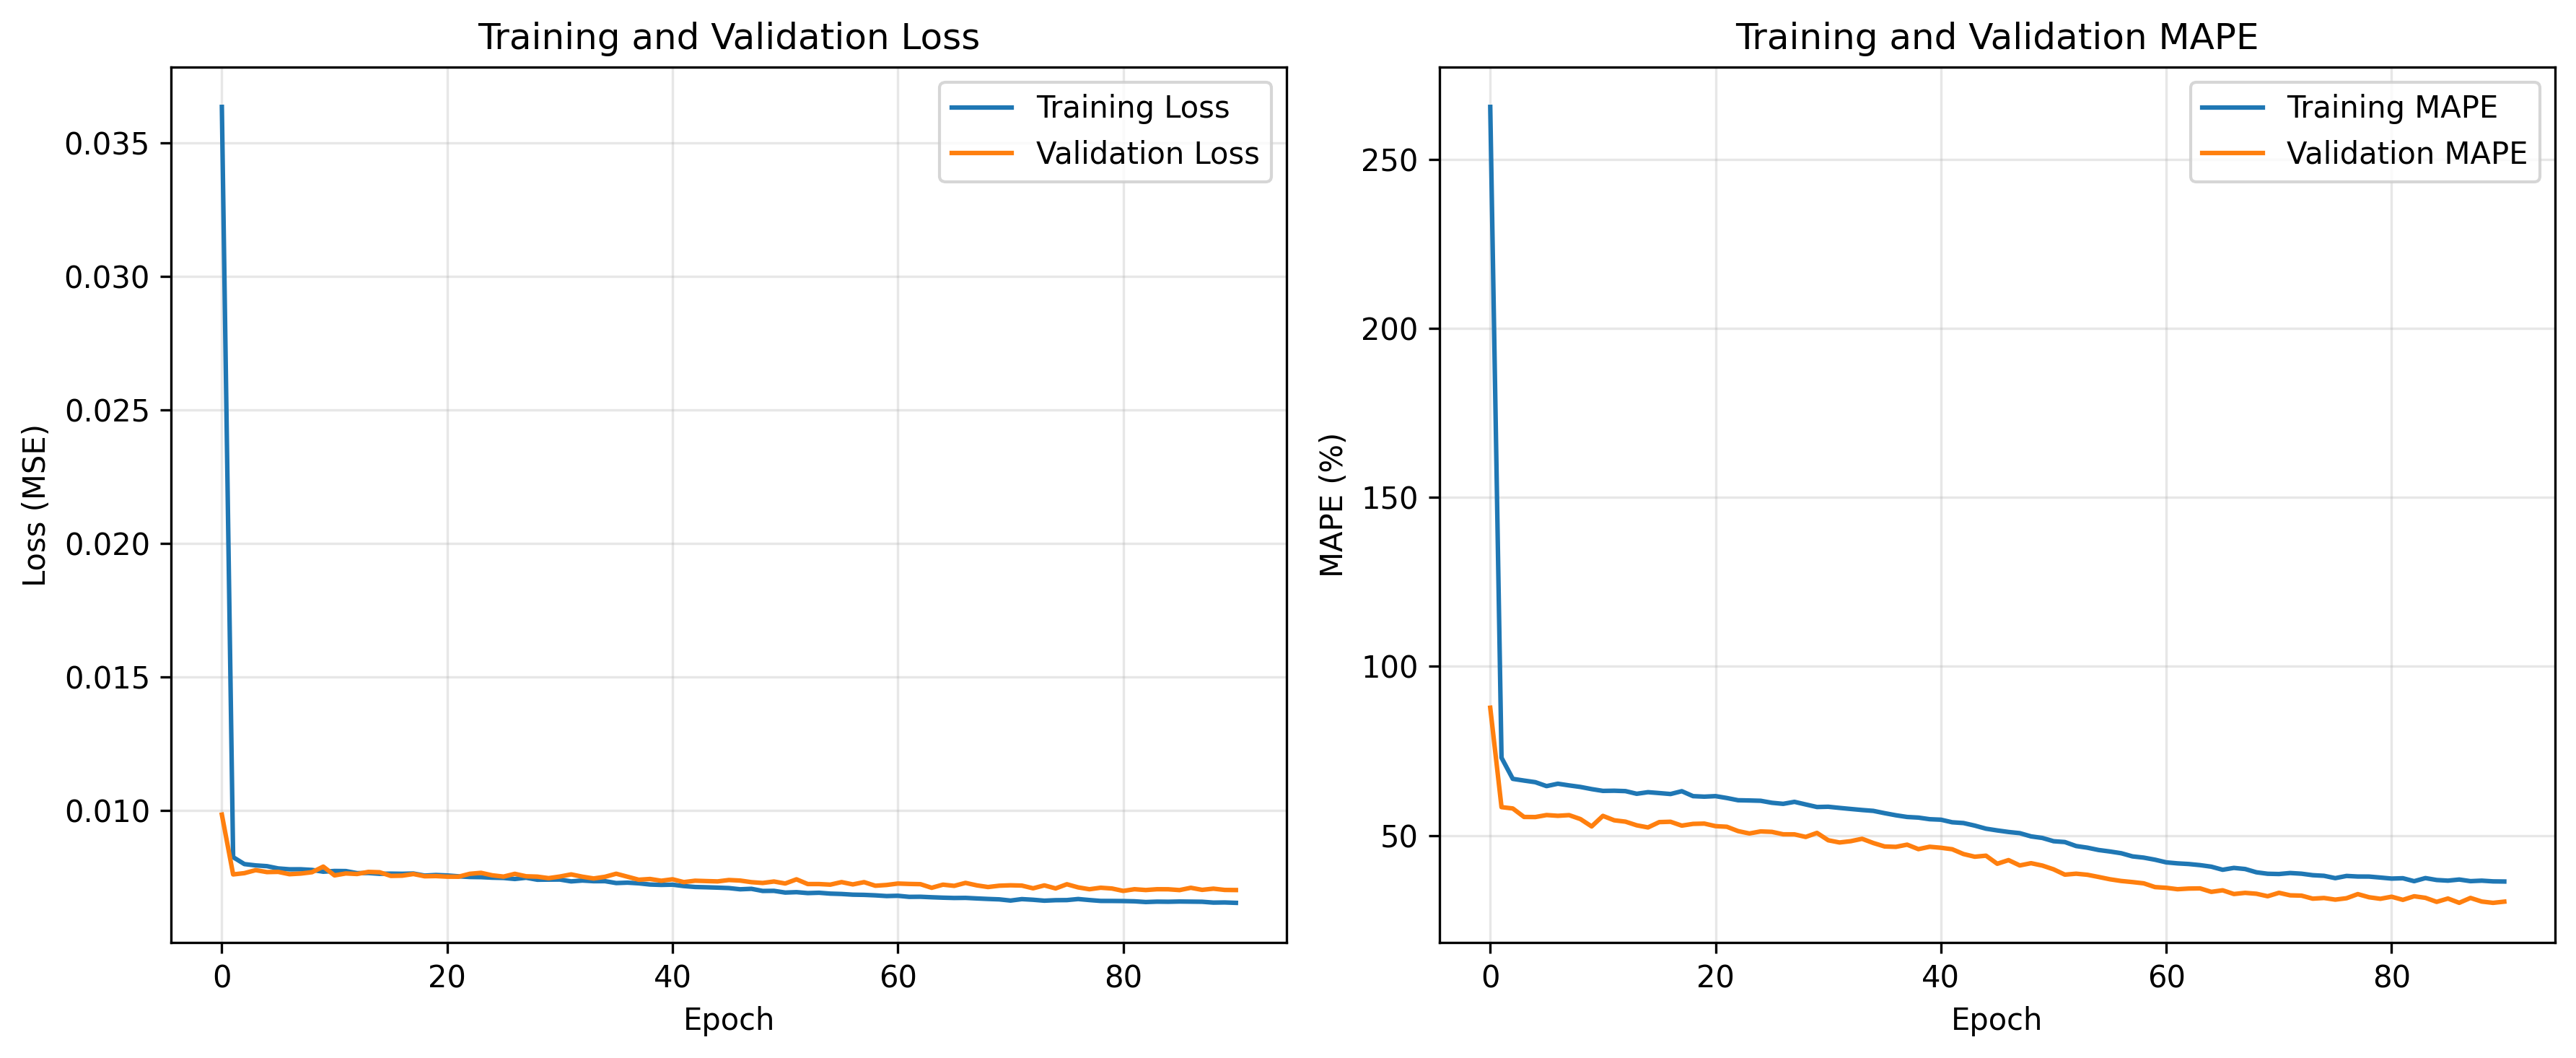 Training and Validation Loss
Training Loss
Validation Loss
0.035
0.030
0.025
0.020
0.015
0.010
Loss (MSE)
0 20 40 60 80
Epoch
Training and Validation MAPE
Training MAPE
Validation MAPE
250
200
150
100
50
MAPE (%)
0 20 40 60 80
Epoch